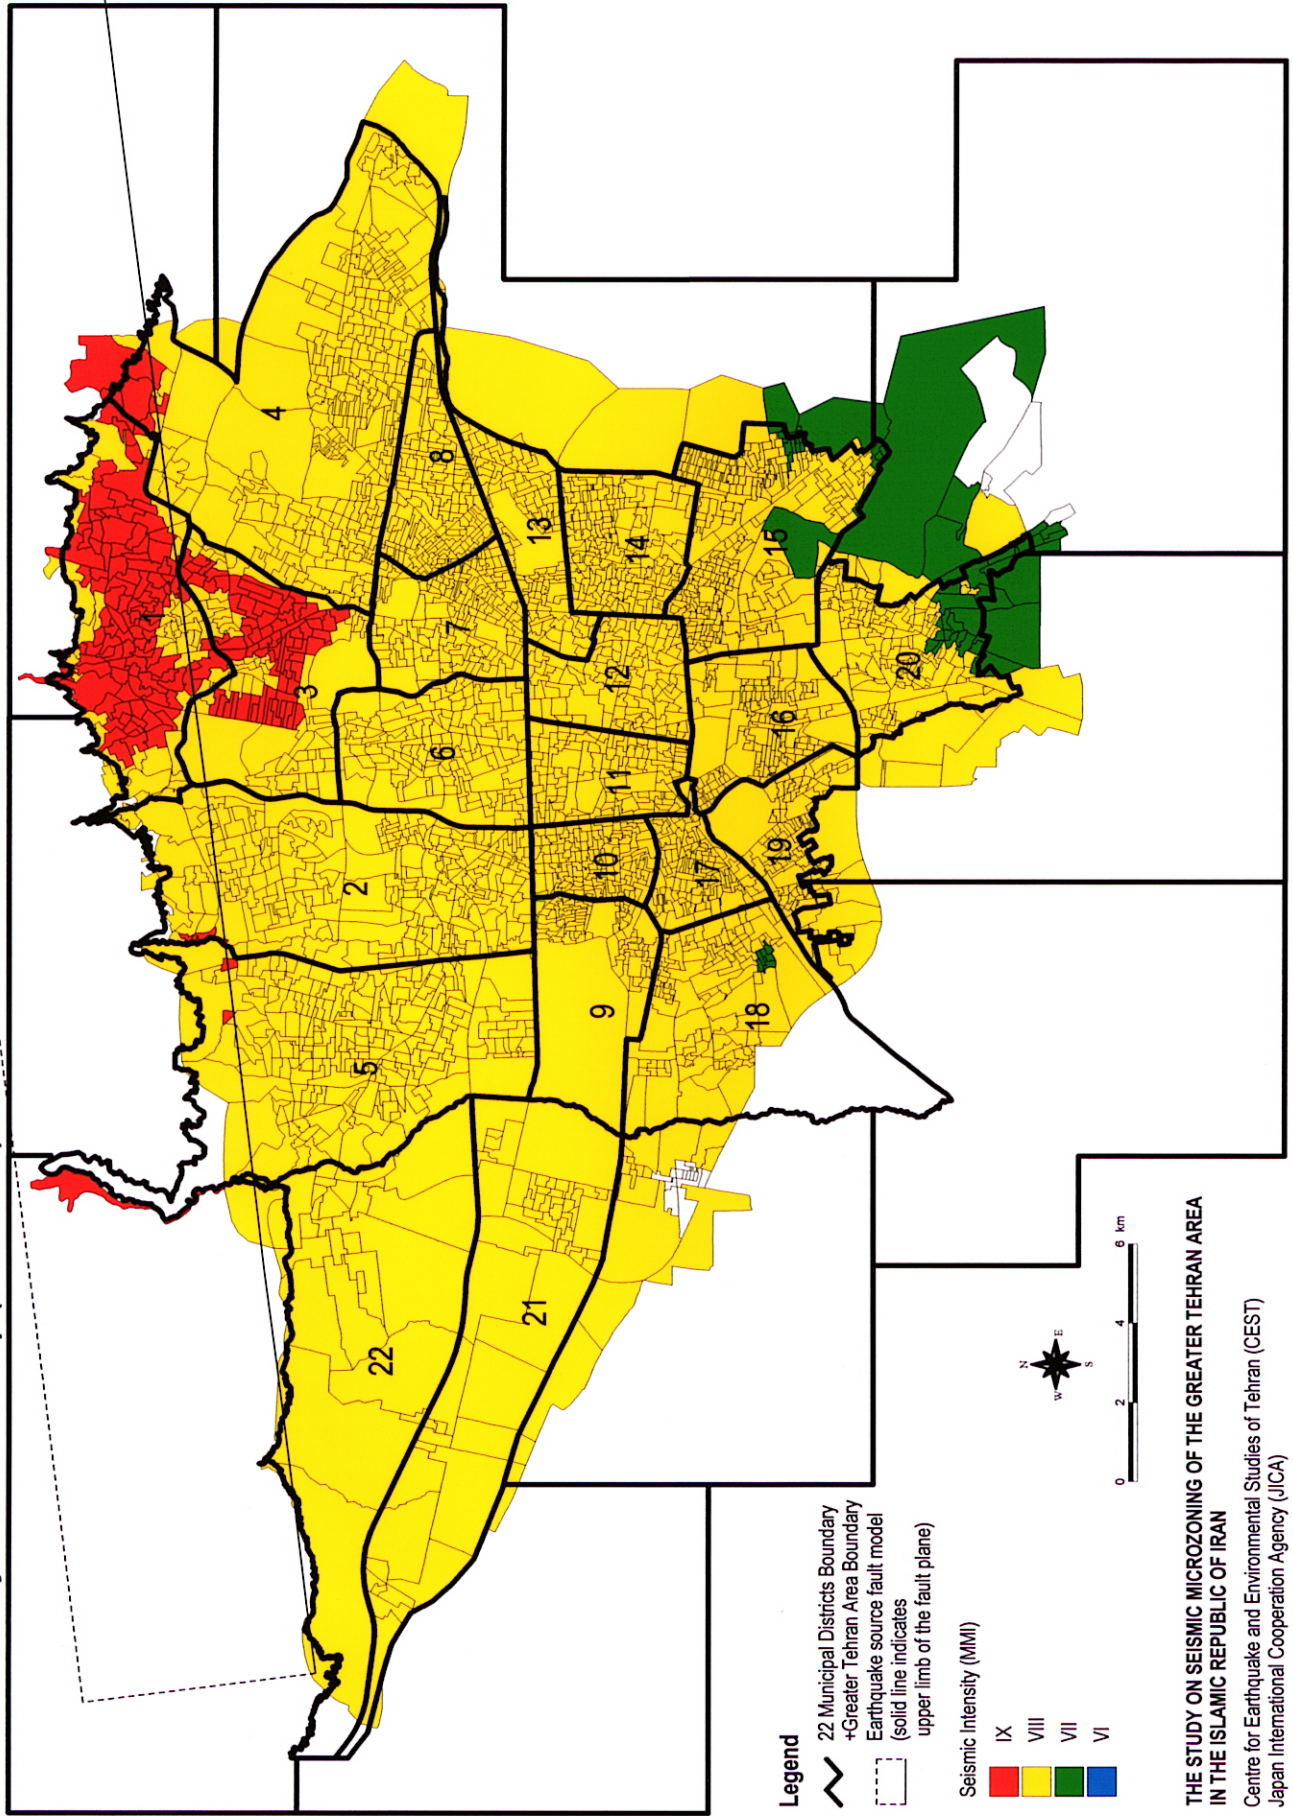 1
2
3
4
5
6
7
8
9
10
11
12
13
14
15
16
17
18
19
20
21
22
Legend
22 Municipal Districts Boundary
+Greater Tehran Area Boundary
Earthquake source fault model
(solid line indicates
upper limb of the fault plane)
Seismic Intensity (MMI)
IX
VIII
VII
VI
N
W
E
S
0 2 4 6 km
THE STUDY ON SEISMIC MICROZONING OF THE GREATER TEHRAN AREA
IN THE ISLAMIC REPUBLIC OF IRAN
Centre for Earthquake and Environmental Studies of Tehran (CEST)
Japan International Cooperation Agency (JICA)